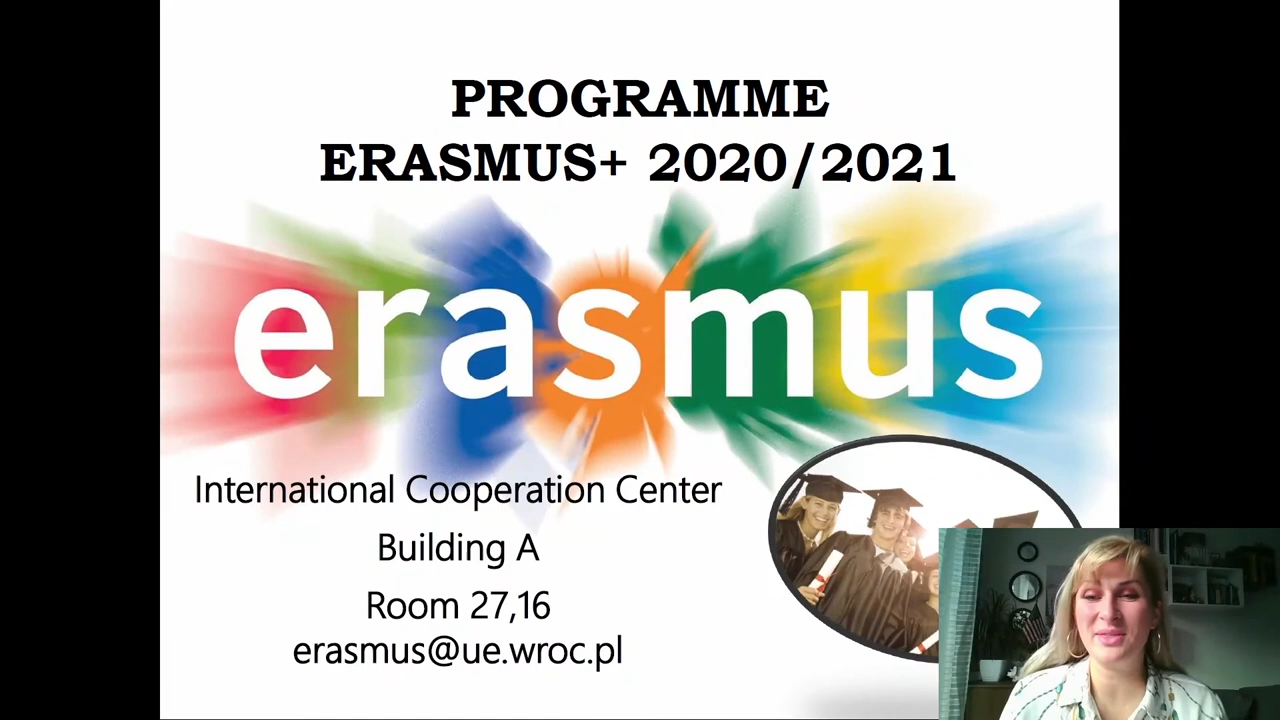 PROGRAMME
ERASMUS+ 2020/2021
erasmus
International Cooperation Center
Building A
Room 27,16
erasmus@ue.wroc.pl